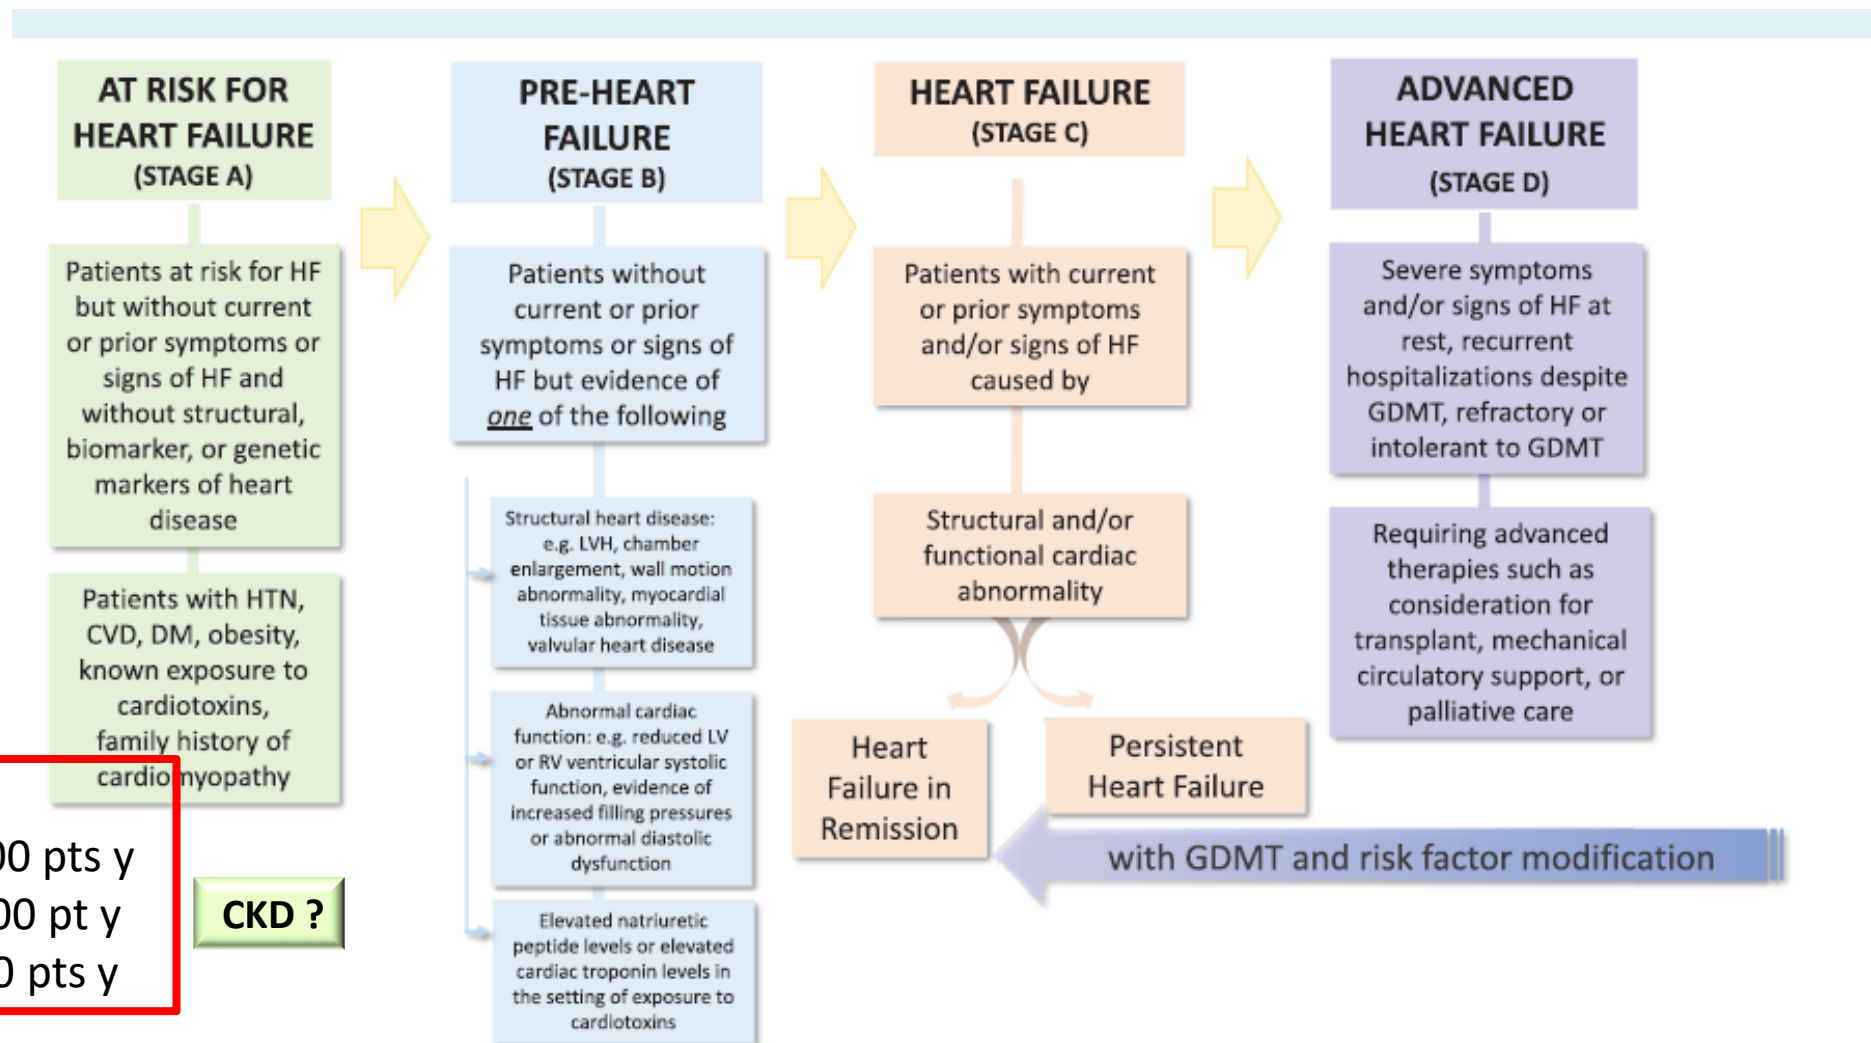 AT RISK FOR
HEART FAILURE
(STAGE A)
Patients at risk for HF
but without current
or prior symptoms or
signs of HF and
without structural,
biomarker, or genetic
markers of heart
disease
Patients with HTN,
CVD, DM, obesity,
known exposure to
cardiotoxins,
family history of
cardiomyopathy
00 pts y
00 pt y
0 pts y
CKD ?
PRE-HEART
FAILURE
(STAGE B)
Patients without
current or prior
symptoms or signs of
HF but evidence of
one of the following
Structural heart disease:
e.g. LVH, chamber
enlargement, wall motion
abnormality, myocardial
tissue abnormality,
valvular heart disease
Abnormal cardiac
function: e.g. reduced LV
or RV ventricular systolic
function, evidence of
increased filling pressures
or abnormal diastolic
dysfunction
Elevated natriuretic
peptide levels or elevated
cardiac troponin levels in
the setting of exposure to
cardiotoxins
HEART FAILURE
(STAGE C)
Patients with current
or prior symptoms
and/or signs of HF
caused by
Structural and/or
functional cardiac
abnormality
Heart
Failure in
Remission
Persistent
Heart Failure
with GDMT and risk factor modification
ADVANCED
HEART FAILURE
(STAGE D)
Severe symptoms
and/or signs of HF at
rest, recurrent
hospitalizations despite
GDMT, refractory or
intolerant to GDMT
Requiring advanced
therapies such as
consideration for
transplant, mechanical
circulatory support, or
palliative care